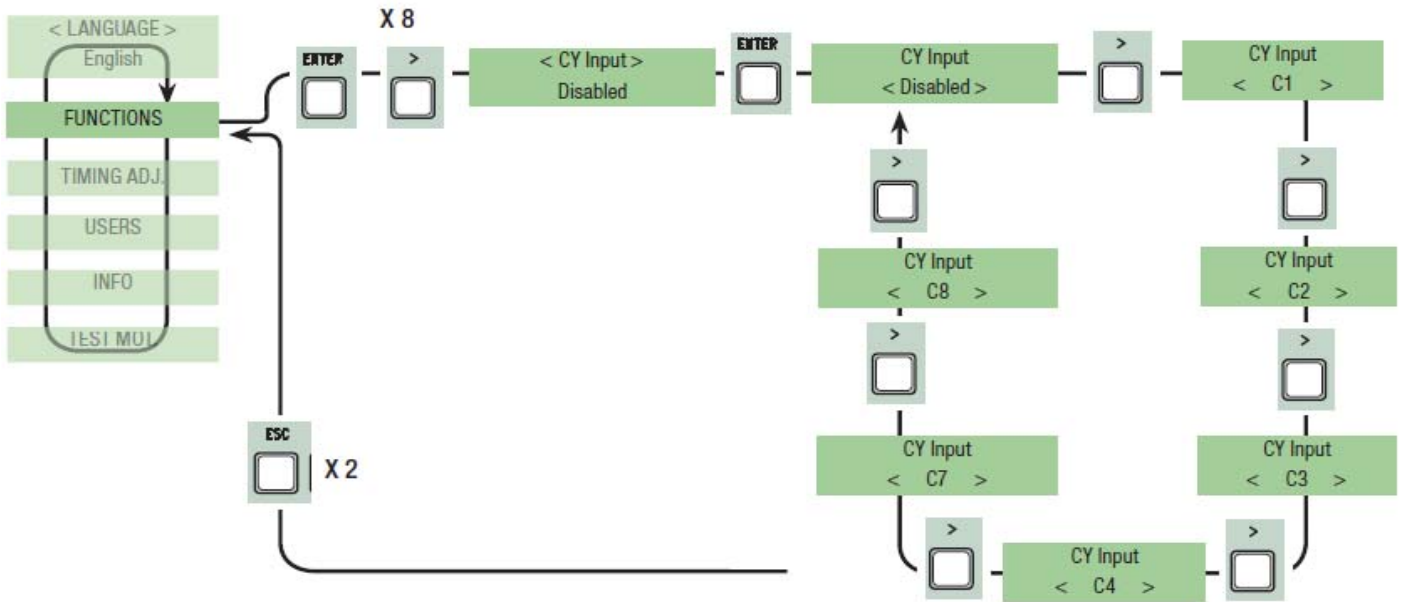 < LANGUAGE >
English
FUNCTIONS
TIMING ADJ.
USERS
INFO
TEST MOT.
X 8
ENTER
>
< CY Input >
Disabled
ENTER
CY Input
< Disabled >
>
CY Input
< C1 >
>
CY Input
< C2 >
>
CY Input
< C3 >
>
CY Input
< C4 >
>
CY Input
< C7 >
>
CY Input
< C8 >
>
ESC
X 2